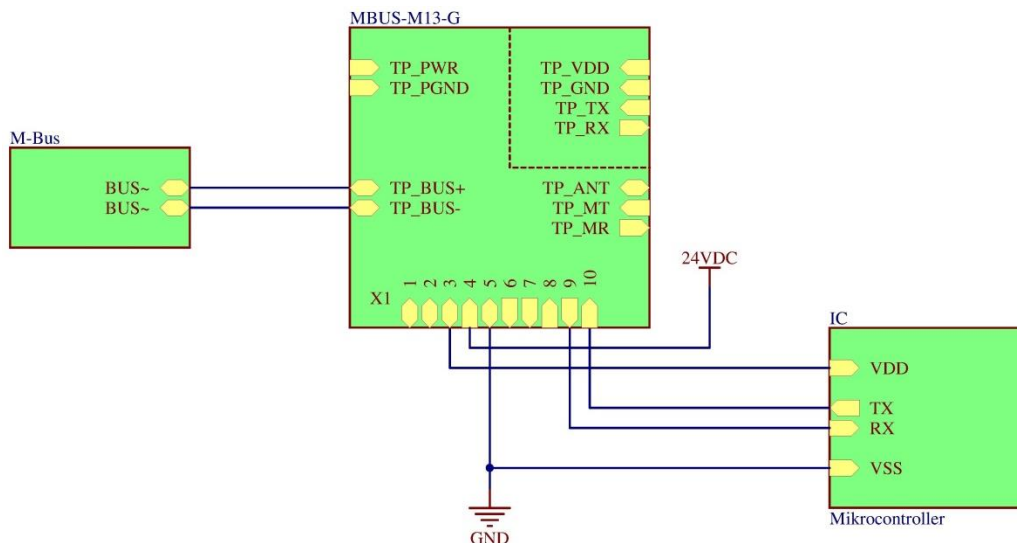 MBUS-M13-G
TP_PWR TP_VDD
TP_PGND TP_GND
TP_TX
TP_RX
M-Bus
BUS~ TP_BUS+ TP_ANT
BUS~ TP_BUS- TP_MT
TP_MR
24VDC
X1 1 2 3 4 5 6 7 8 9 10
IC
VDD
TX
RX
VSS
Mikrocontroller
GND